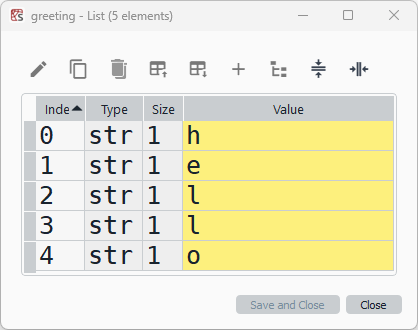 greeting - List (5 elements)
Inde Type Size Value
0 str 1 h
1 str 1 e
2 str 1 l
3 str 1 l
4 str 1 o
Save and Close Close